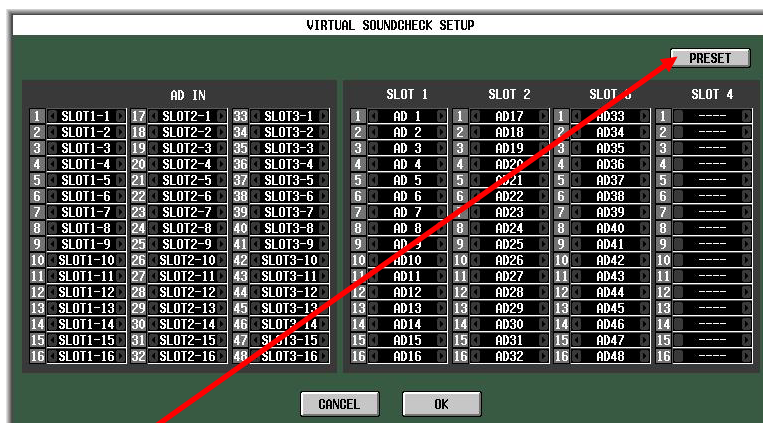 VIRTUAL SOUNDCHECK SETUP
PRESET
AD IN
1 SLOT1-1 17 SLOT2-1 33 SLOT3-1
2 SLOT1-2 18 SLOT2-2 34 SLOT3-2
3 SLOT1-3 19 SLOT2-3 35 SLOT3-3
4 SLOT1-4 20 SLOT2-4 36 SLOT3-4
5 SLOT1-5 21 SLOT2-5 37 SLOT3-5
6 SLOT1-6 22 SLOT2-6 38 SLOT3-6
7 SLOT1-7 23 SLOT2-7 39 SLOT3-7
8 SLOT1-8 24 SLOT2-8 40 SLOT3-8
9 SLOT1-9 25 SLOT2-9 41 SLOT3-9
10 SLOT1-10 26 SLOT2-10 42 SLOT3-10
11 SLOT1-11 27 SLOT2-11 43 SLOT3-11
12 SLOT1-12 28 SLOT2-12 44 SLOT3-12
13 SLOT1-13 29 SLOT2-13 45 SLOT3-13
14 SLOT1-14 30 SLOT2-14 46 SLOT3-14
15 SLOT1-15 31 SLOT2-15 47 SLOT3-15
16 SLOT1-16 32 SLOT2-16 48 SLOT3-16
SLOT 1 SLOT 2 SLOT 3 SLOT 4
1 AD 1 1 AD17 1 AD33 1 ----
2 AD 2 2 AD18 2 AD34 2 ----
3 AD 3 3 AD19 3 AD35 3 ----
4 AD 4 4 AD20 4 AD36 4 ----
5 AD 5 5 AD21 5 AD37 5 ----
6 AD 6 6 AD22 6 AD38 6 ----
7 AD 7 7 AD23 7 AD39 7 ----
8 AD 8 8 AD24 8 AD40 8 ----
9 AD 9 9 AD25 9 AD41 9 ----
10 AD10 10 AD26 10 AD42 10 ----
11 AD11 11 AD27 11 AD43 11 ----
12 AD12 12 AD28 12 AD44 12 ----
13 AD13 13 AD29 13 AD45 13 ----
14 AD14 14 AD30 14 AD46 14 ----
15 AD15 15 AD31 15 AD47 15 ----
16 AD16 16 AD32 16 AD48 16 ----
CANCEL OK